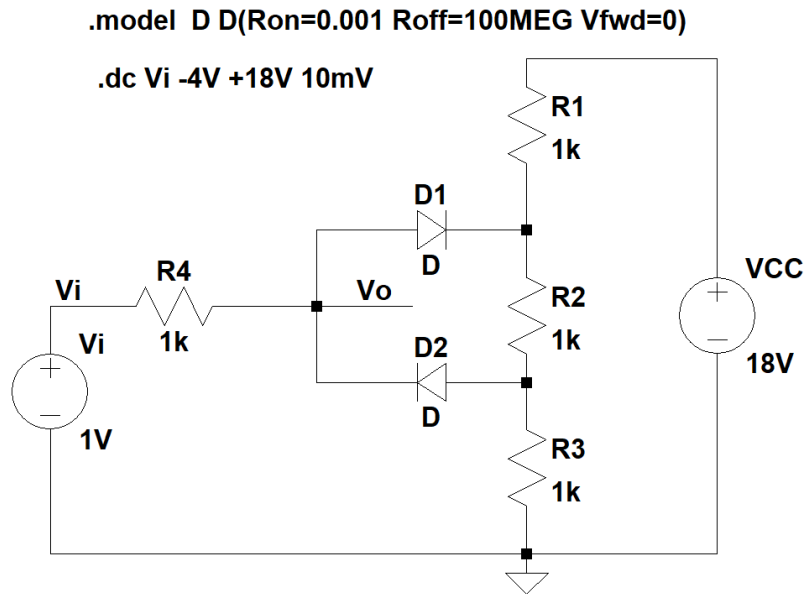 .model D D(Ron=0.001 Roff=100MEG Vfwd=0)
.dc Vi -4V +18V 10mV
R1
1k
D1
D
R4
1k
Vi
Vo
R2
1k
VCC
18V
Vi
1V
D2
D
R3
1k